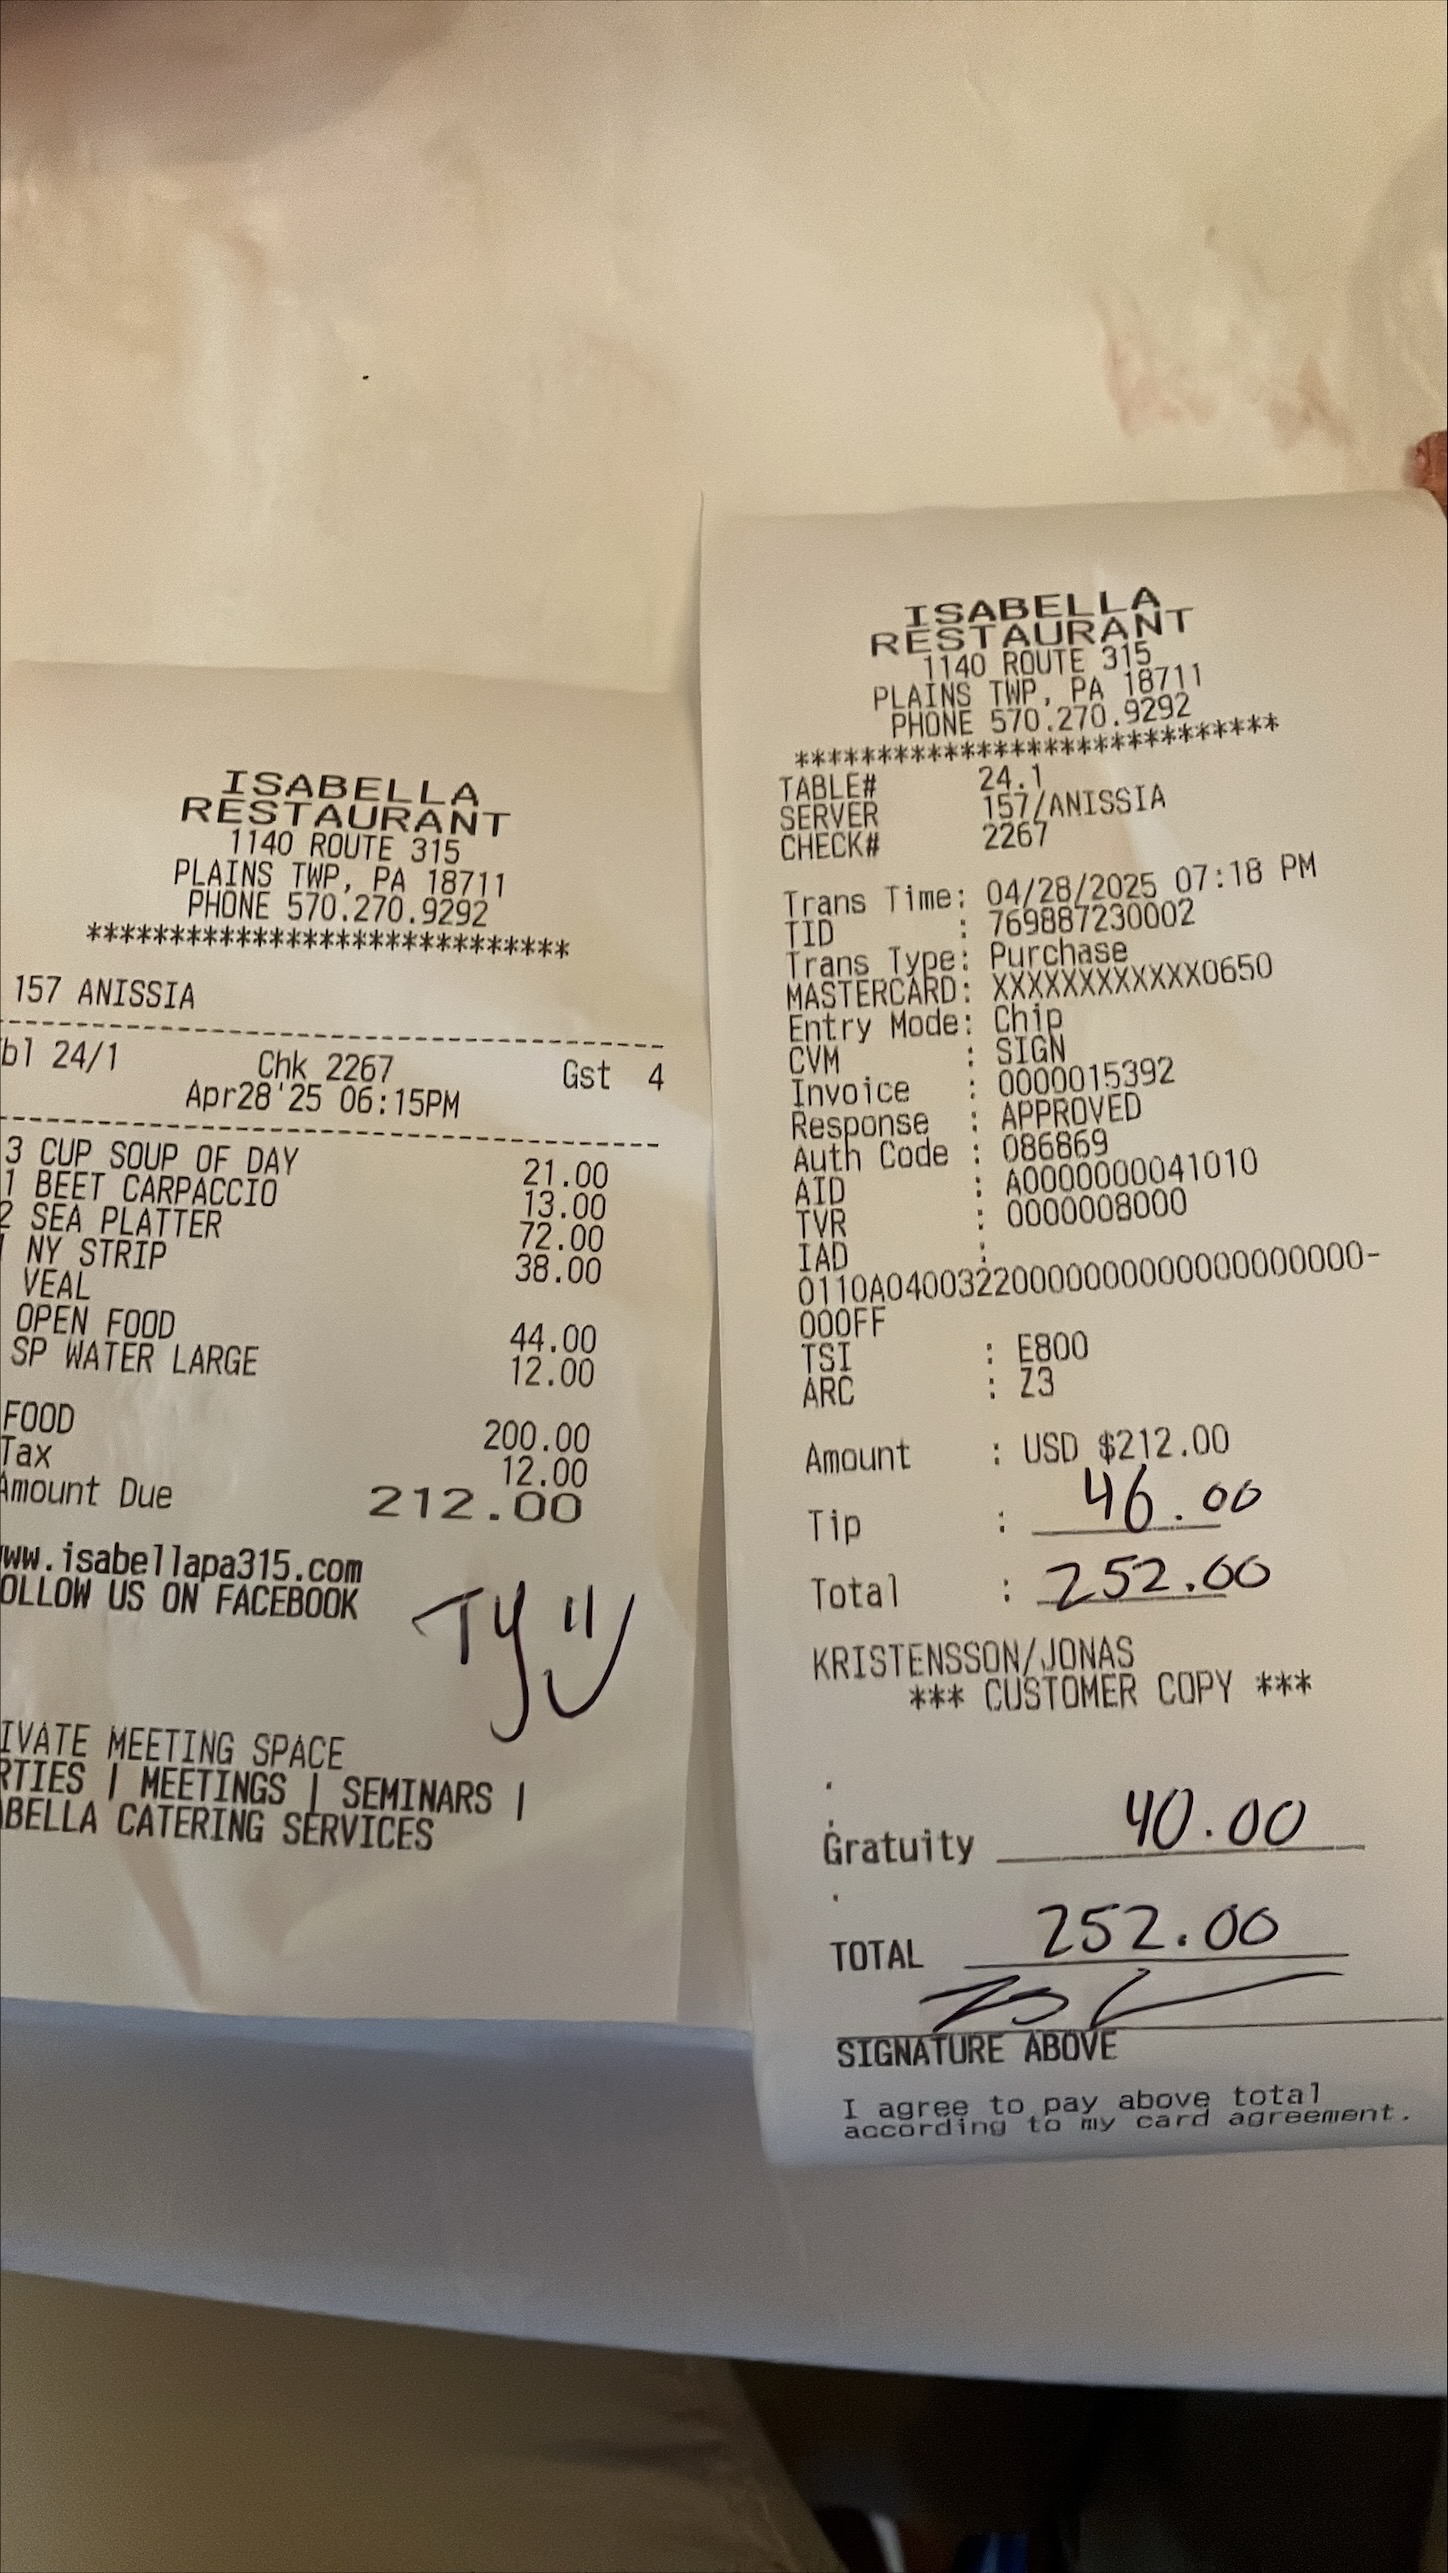 ISABELLA
RESTAURANT
1140 ROUTE 315
PLAINS TWP, PA 18711
PHONE 570.270.9292
*****************************
157 ANISSIA
bl 24/1 Chk 2267 Gst 4
Apr28'25 06:15PM
3 CUP SOUP OF DAY 21.00
1 BEET CARPACCIO 13.00
2 SEA PLATTER 72.00
NY STRIP 38.00
VEAL
OPEN FOOD 44.00
SP WATER LARGE 12.00
FOOD 200.00
Tax 12.00
Amount Due 212.00
ww.isabellapa315.com
OLLOW US ON FACEBOOK
TY
IVATE MEETING SPACE
RTIES | MEETINGS | SEMINARS |
ABELLA CATERING SERVICES
ISABELLA
RESTAURANT
1140 ROUTE 315
PLAINS TWP, PA 18711
PHONE 570.270.9292
*****************************
TABLE# 24.1
SERVER 157/ANISSIA
CHECK# 2267
Trans Time: 04/28/2025 07:18 PM
TID : 769887230002
Trans Type: Purchase
MASTERCARD: XXXXXXXXXXXX0650
Entry Mode: Chip
CVM : SIGN
Invoice : 0000015392
Response : APPROVED
Auth Code : 086869
AID : A0000000041010
TVR : 0000008000
IAD :
0110A0400322000000000000000000000-
000FF
TSI : E800
ARC : Z3
Amount : USD $212.00
Tip : 46.00
Total : 252.00
KRISTENSSON/JONAS
*** CUSTOMER COPY ***
.
.
Gratuity 40.00
.
TOTAL 252.00
SIGNATURE ABOVE
I agree to pay above total
according to my card agreement.